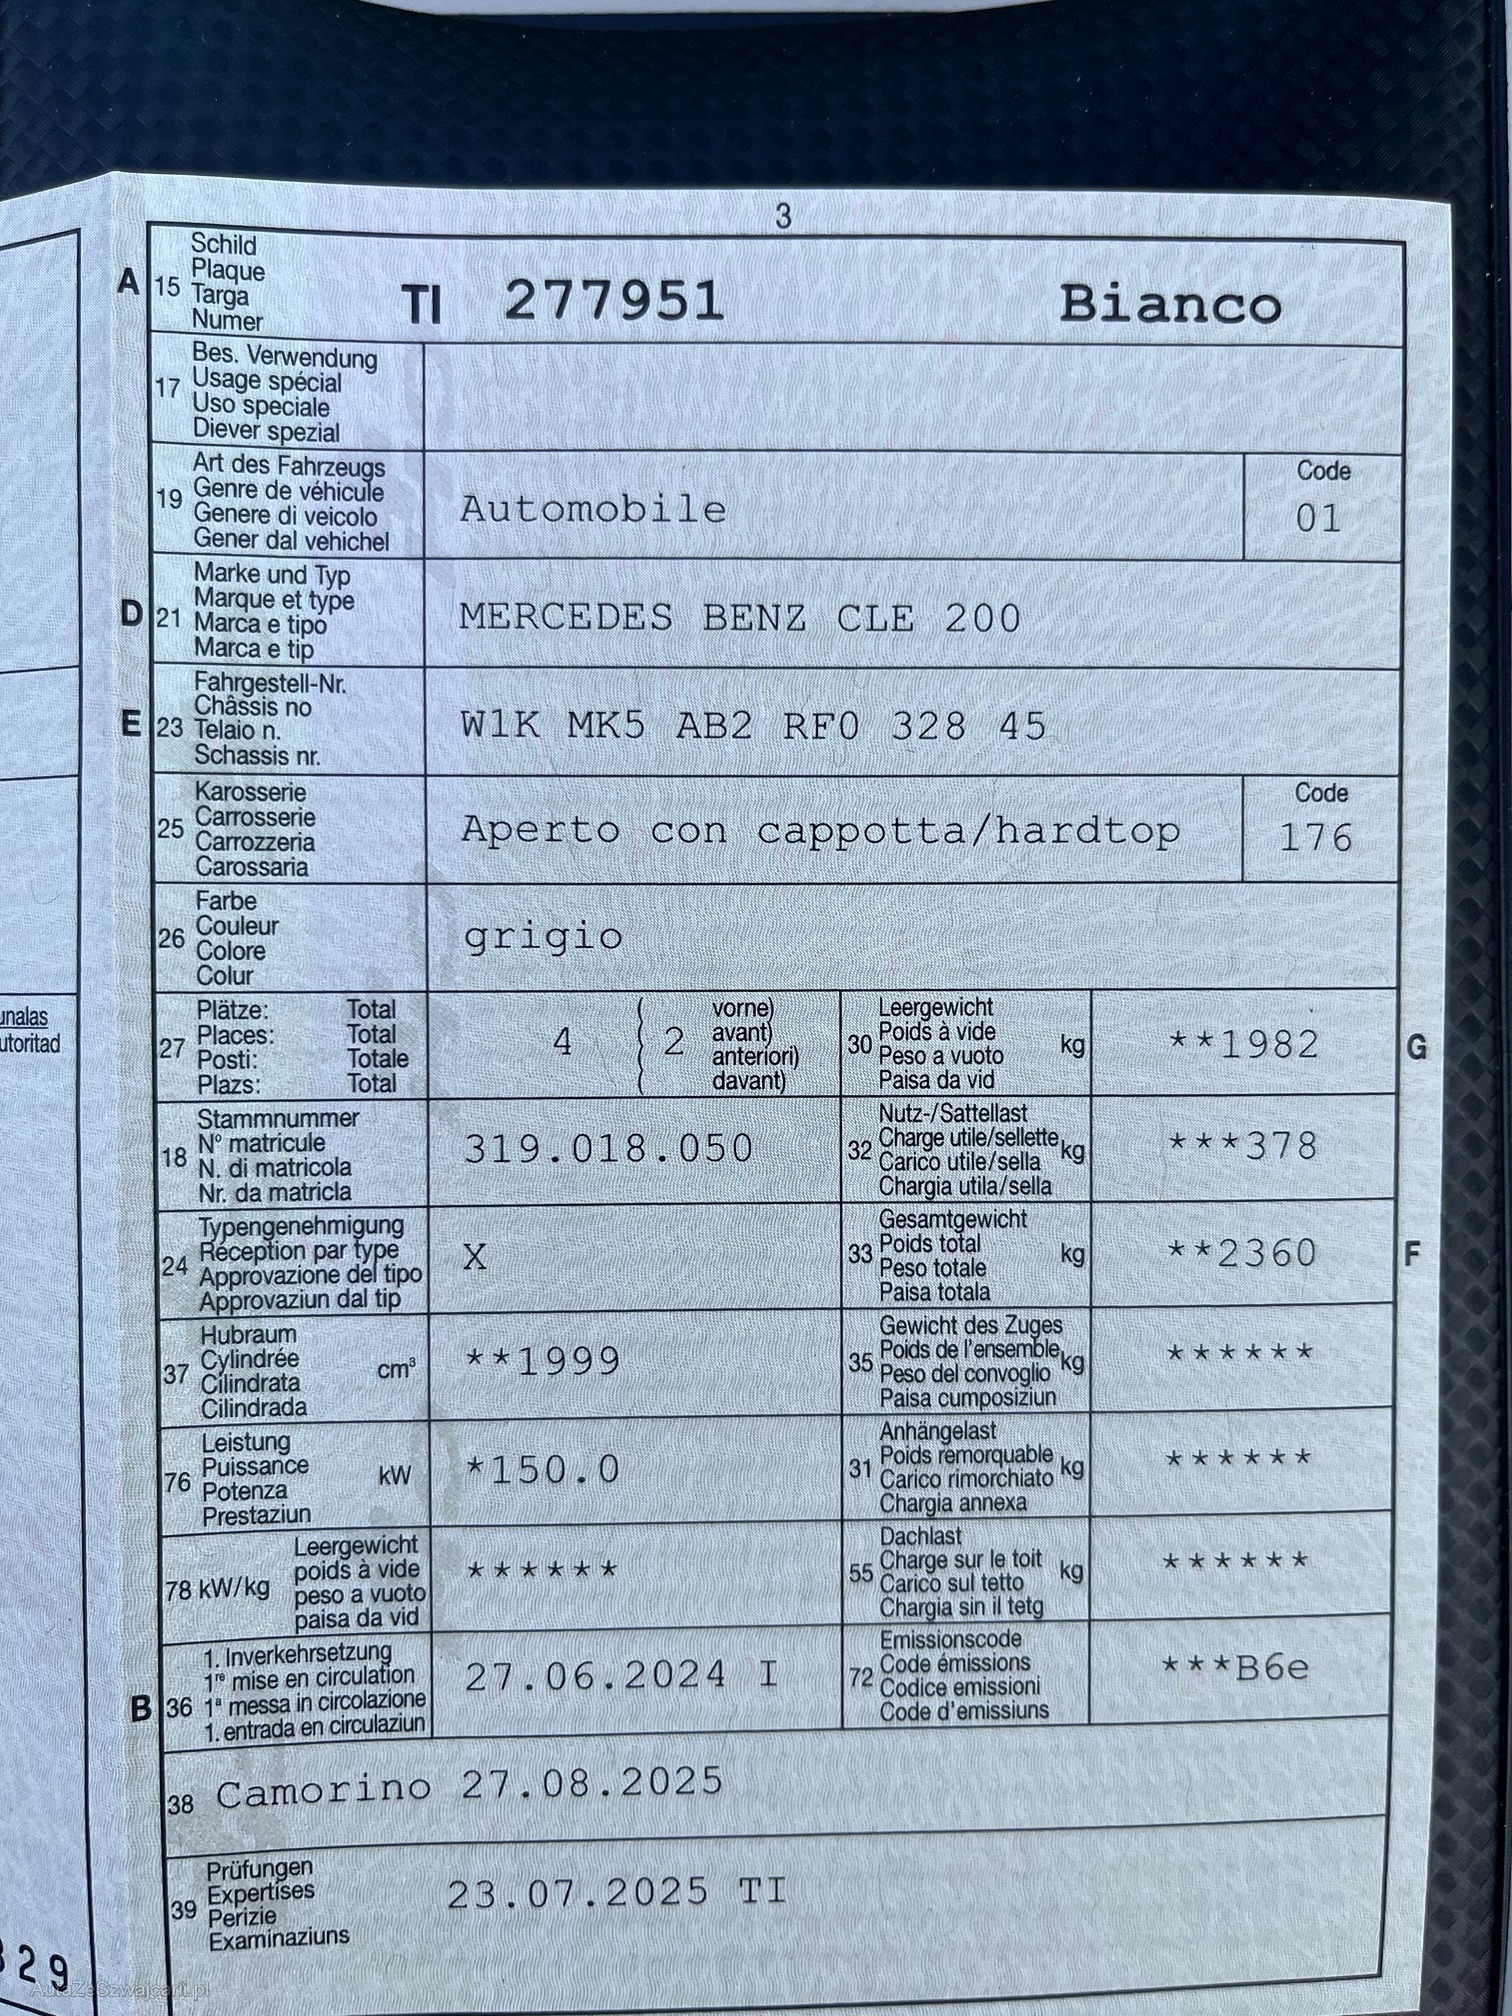 3
A 15 Schild
Plaque
Targa
Numer
TI 277951 Bianco
17 Bes. Verwendung
Usage spécial
Uso speciale
Diever spezial
19 Art des Fahrzeugs
Genre de véhicule
Genere di veicolo
Gener dal vehichel
Automobile
Code
01
D 21 Marke und Typ
Marque et type
Marca e tipo
Marca e tip
MERCEDES BENZ CLE 200
E 23 Fahrgestell-Nr.
Châssis no
Telaio n.
Schassis nr.
W1K MK5 AB2 RF0 328 45
25 Karosserie
Carrosserie
Carrozzeria
Carossaria
Aperto con cappotta/hardtop
Code
176
26 Farbe
Couleur
Colore
Colur
grigio
27 Plätze: Total
Places: Total
Posti: Totale
Plazs: Total
4 ( 2 vorne)
avant)
anteriori)
( davant)
30 Leergewicht
Poids à vide
Peso a vuoto
Paisa da vid
kg **1982 G
18 Stammnummer
Nº matricule
N. di matricola
Nr. da matricla
319.018.050
32 Nutz-/Sattellast
Charge utile/sellette
Carico utile/sella
Chargia utila/sella
kg ***378
24 Typengenehmigung
Réception par type
Approvazione del tipo
Approvaziun dal tip
X
33 Gesamtgewicht
Poids total
Peso totale
Paisa totala
kg **2360 F
37 Hubraum
Cylindrée
Cilindrata
Cilindrada
cm³ **1999
35 Gewicht des Zuges
Poids de l'ensemble
Peso del convoglio
Paisa cumposiziun
kg ******
76 Leistung
Puissance
Potenza
Prestaziun
kW *150.0
31 Anhängelast
Poids remorquable
Carico rimorchiato
Chargia annexa
kg ******
78 kW/kg Leergewicht
poids à vide
peso a vuoto
paisa da vid
******
55 Dachlast
Charge sur le toit
Carico sul tetto
Chargia sin il tetg
kg ******
B 36 1. Inverkehrsetzung
1re mise en circulation
1ª messa in circolazione
1. entrada en circulaziun
27.06.2024 I
72 Emissionscode
Code émissions
Codice emissioni
Code d'emissiuns
***B6e
38 Camorino 27.08.2025
39 Prüfungen
Expertises
Perizie
Examinaziuns
23.07.2025 TI
unalas
utoritad
29
AutaZeSzwajcarii.pl